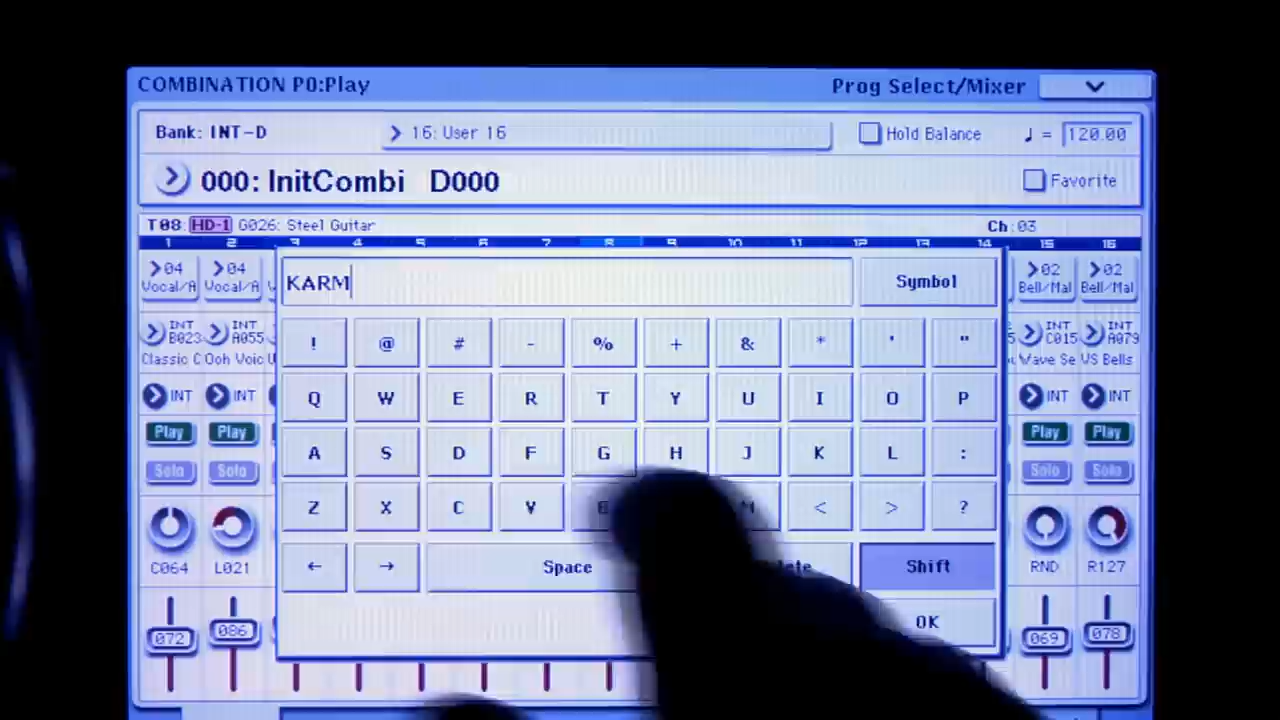 COMBINATION P0:Play Prog Select/Mixer
Bank: INT-D 16: User 16 Hold Balance ♩ = 120.00
000: InitCombi D000 Favorite
T08: HD-1 G026: Steel Guitar Ch:03
1 2 3 4 5 6 7 8 9 10 11 12 13 14 15 16
04 04 02 02
Vocal/A Vocal/A Bell/Mal Bell/Mal
KARM Symbol
! @ # - % + & * ' "
INT B023 INT A055 INT C015 INT A079
Classic C Ooh Voic Wave Se VS Bells
Q W E R T Y U I O P
INT INT INT INT
Play Play Play Play
A S D F G H J K L :
Solo Solo Solo Solo
Z X C V < > ?
C064 L021 RND R127
← → Space Shift
OK
072 086 069 078